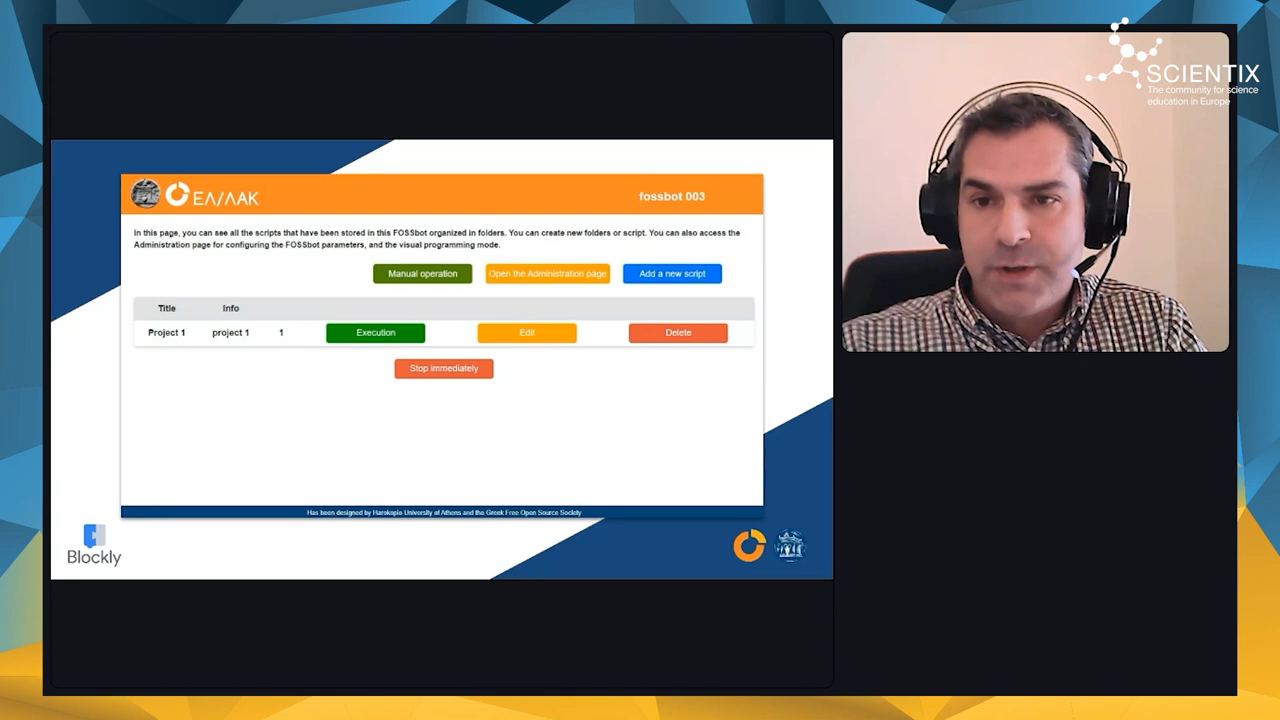 SCIENTIX
The community for science
education in Europe
ΕΛ/ΛΑΚ
fossbot 003
In this page, you can see all the scripts that have been stored in this FOSSbot organized in folders. You can create new folders or script. You can also access the
Administration page for configuring the FOSSbot parameters, and the visual programming mode.
Manual operation
Open the Administration page
Add a new script
Title Info
Project 1 project 1 1 Execution Edit Delete
Stop immediately
Has been designed by Harokopio University of Athens and the Greek Free Open Source Society
Blockly